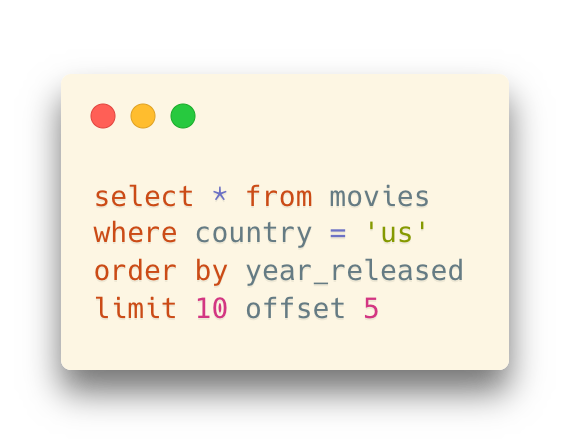 select * from movies
where country = 'us'
order by year_released
limit 10 offset 5